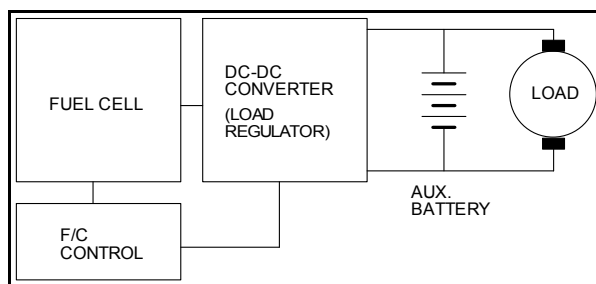 FUEL CELL
DC-DC
CONVERTER
(LOAD
REGULATOR)
LOAD
AUX.
BATTERY
F/C
CONTROL